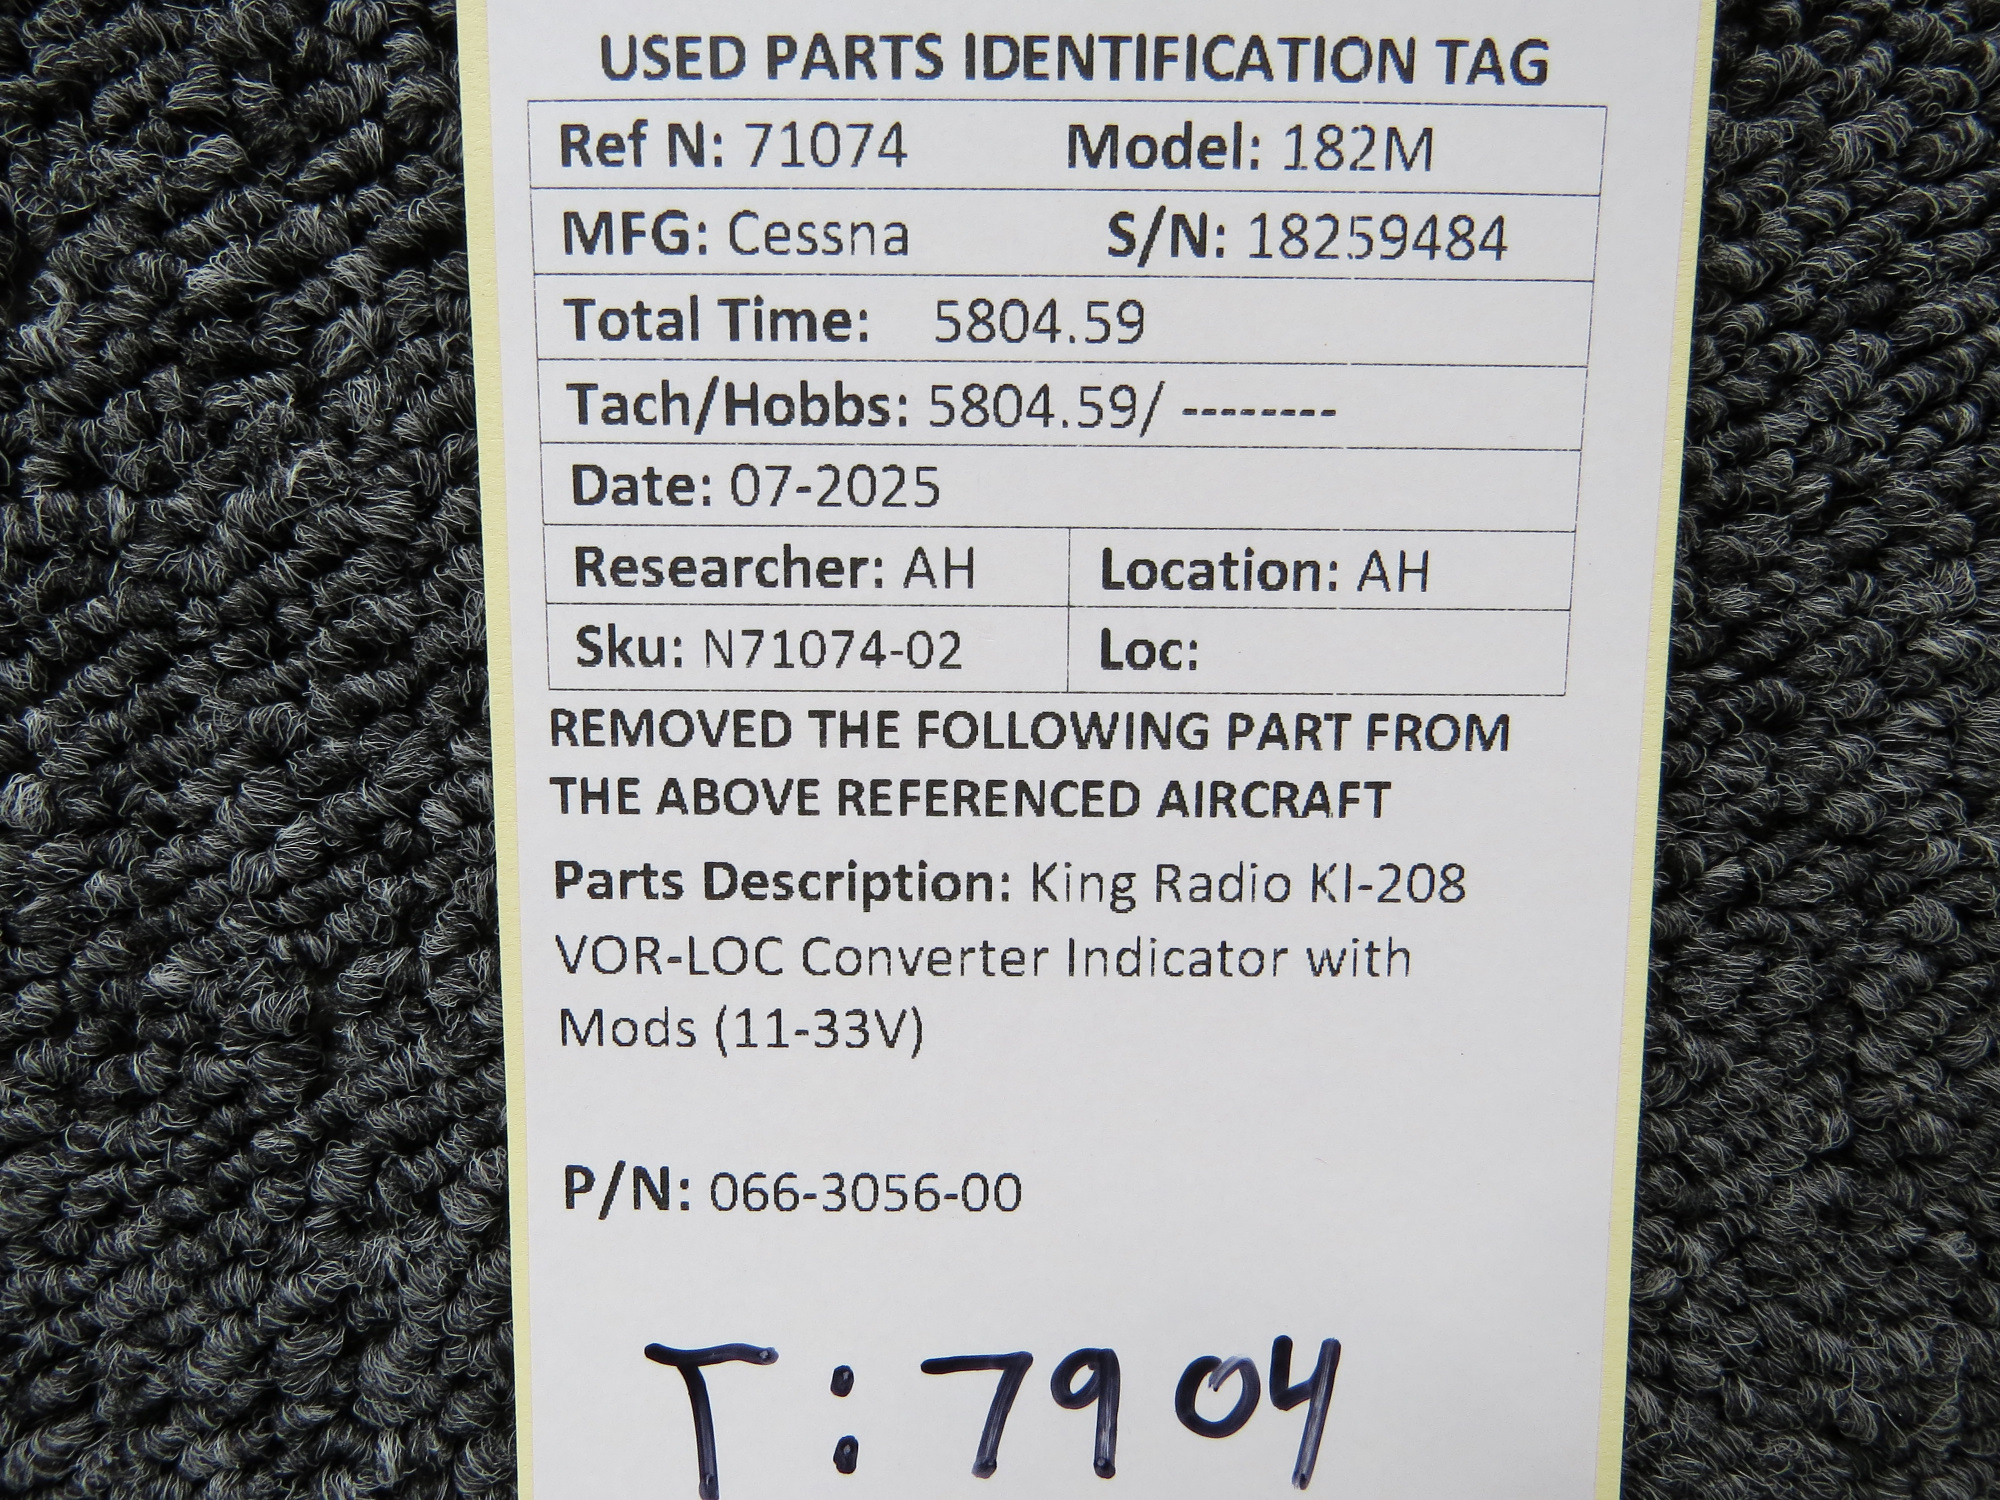 USED PARTS IDENTIFICATION TAG
Ref N: 71074 Model: 182M
MFG: Cessna S/N: 18259484
Total Time: 5804.59
Tach/Hobbs: 5804.59/ --------
Date: 07-2025
Researcher: AH Location: AH
Sku: N71074-02 Loc:
REMOVED THE FOLLOWING PART FROM
THE ABOVE REFERENCED AIRCRAFT
Parts Description: King Radio KI-208
VOR-LOC Converter Indicator with
Mods (11-33V)
P/N: 066-3056-00
T: 7904